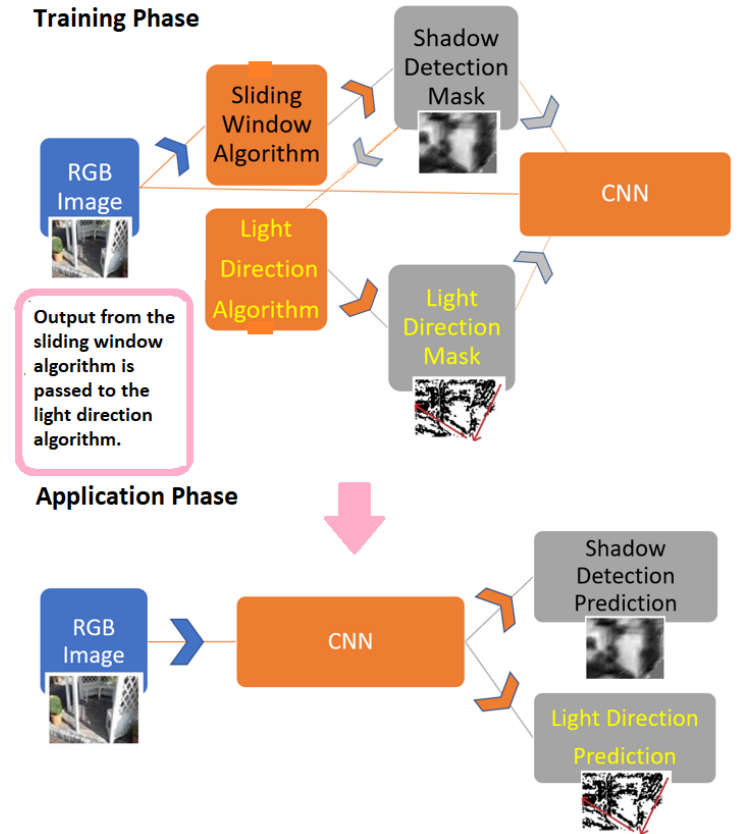 Training Phase
Shadow
Detection
Mask
Sliding
Window
Algorithm
RGB
Image
CNN
Light
Direction
Algorithm
Light
Direction
Mask
Output from the
sliding window
algorithm is
passed to the
light direction
algorithm.
Application Phase
RGB
Image
CNN
Shadow
Detection
Prediction
Light Direction
Prediction